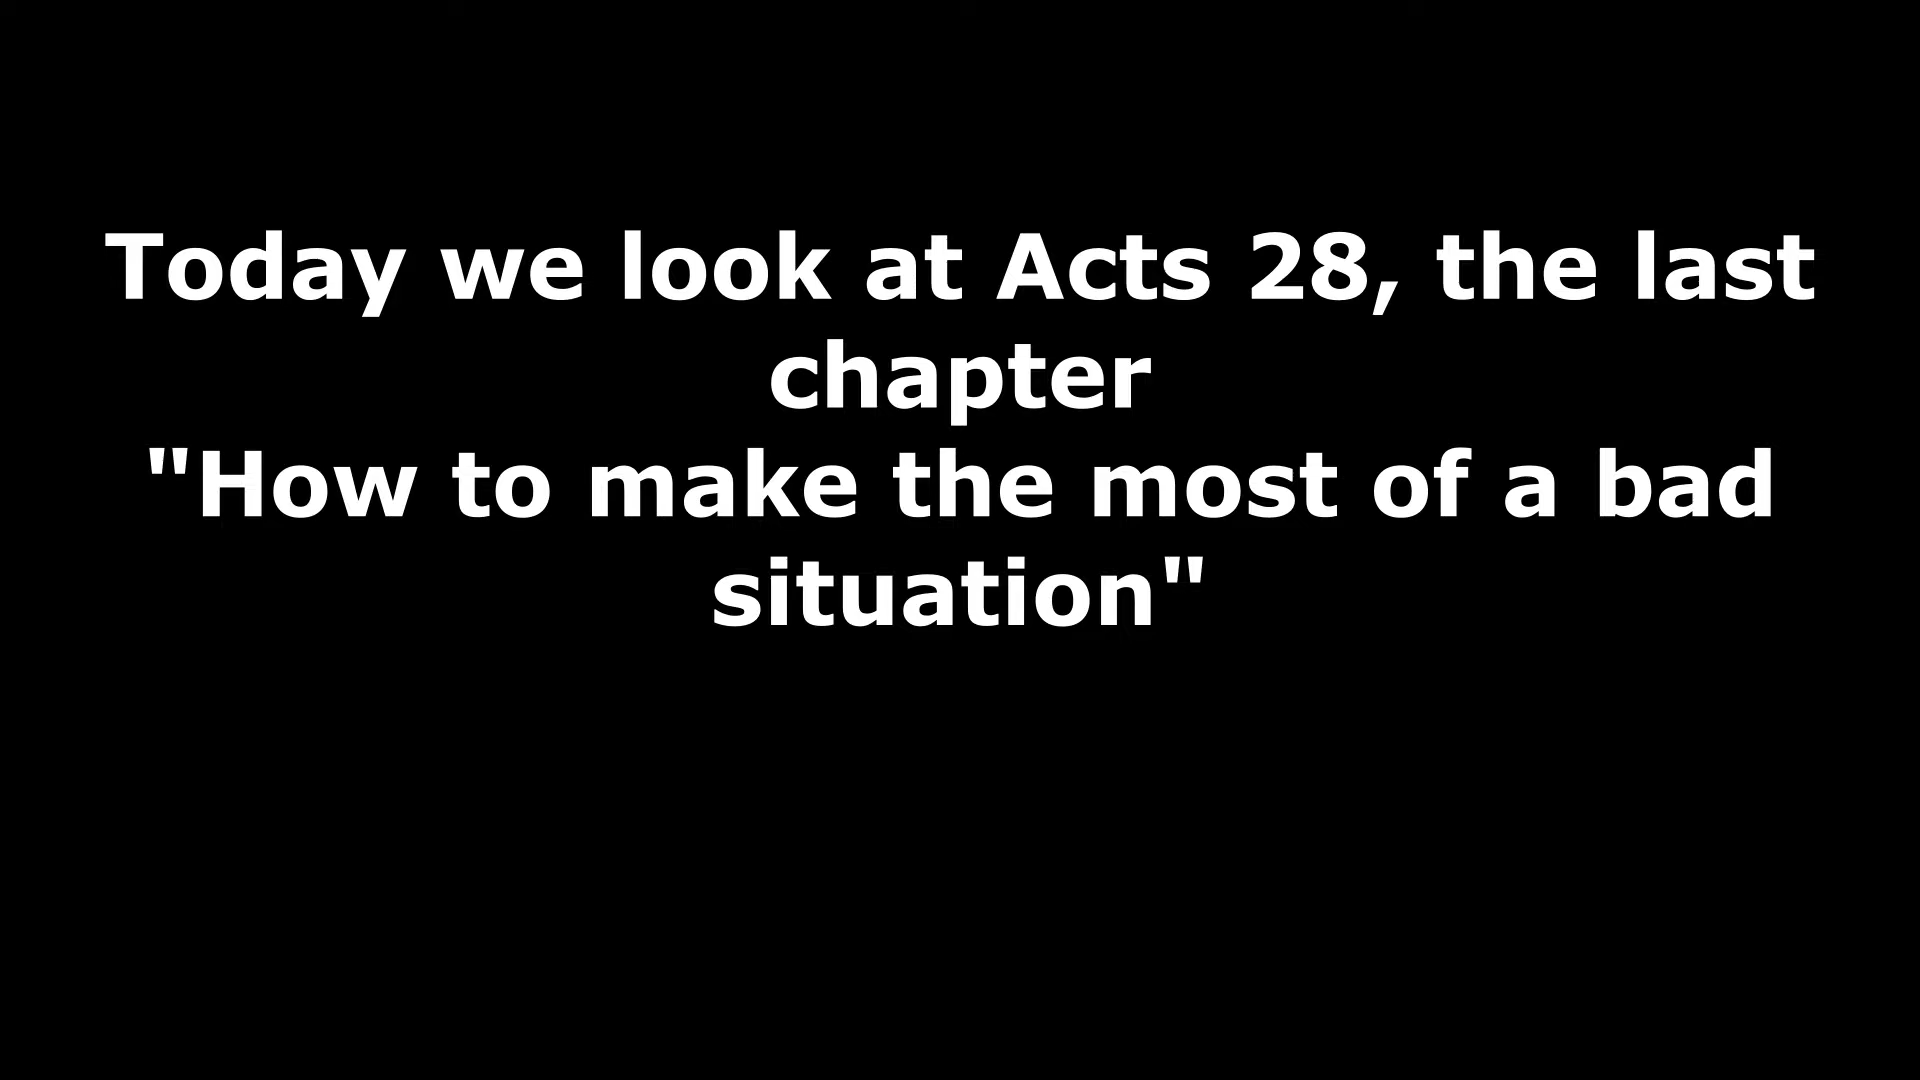 Today we look at Acts 28, the last
chapter
"How to make the most of a bad
situation"